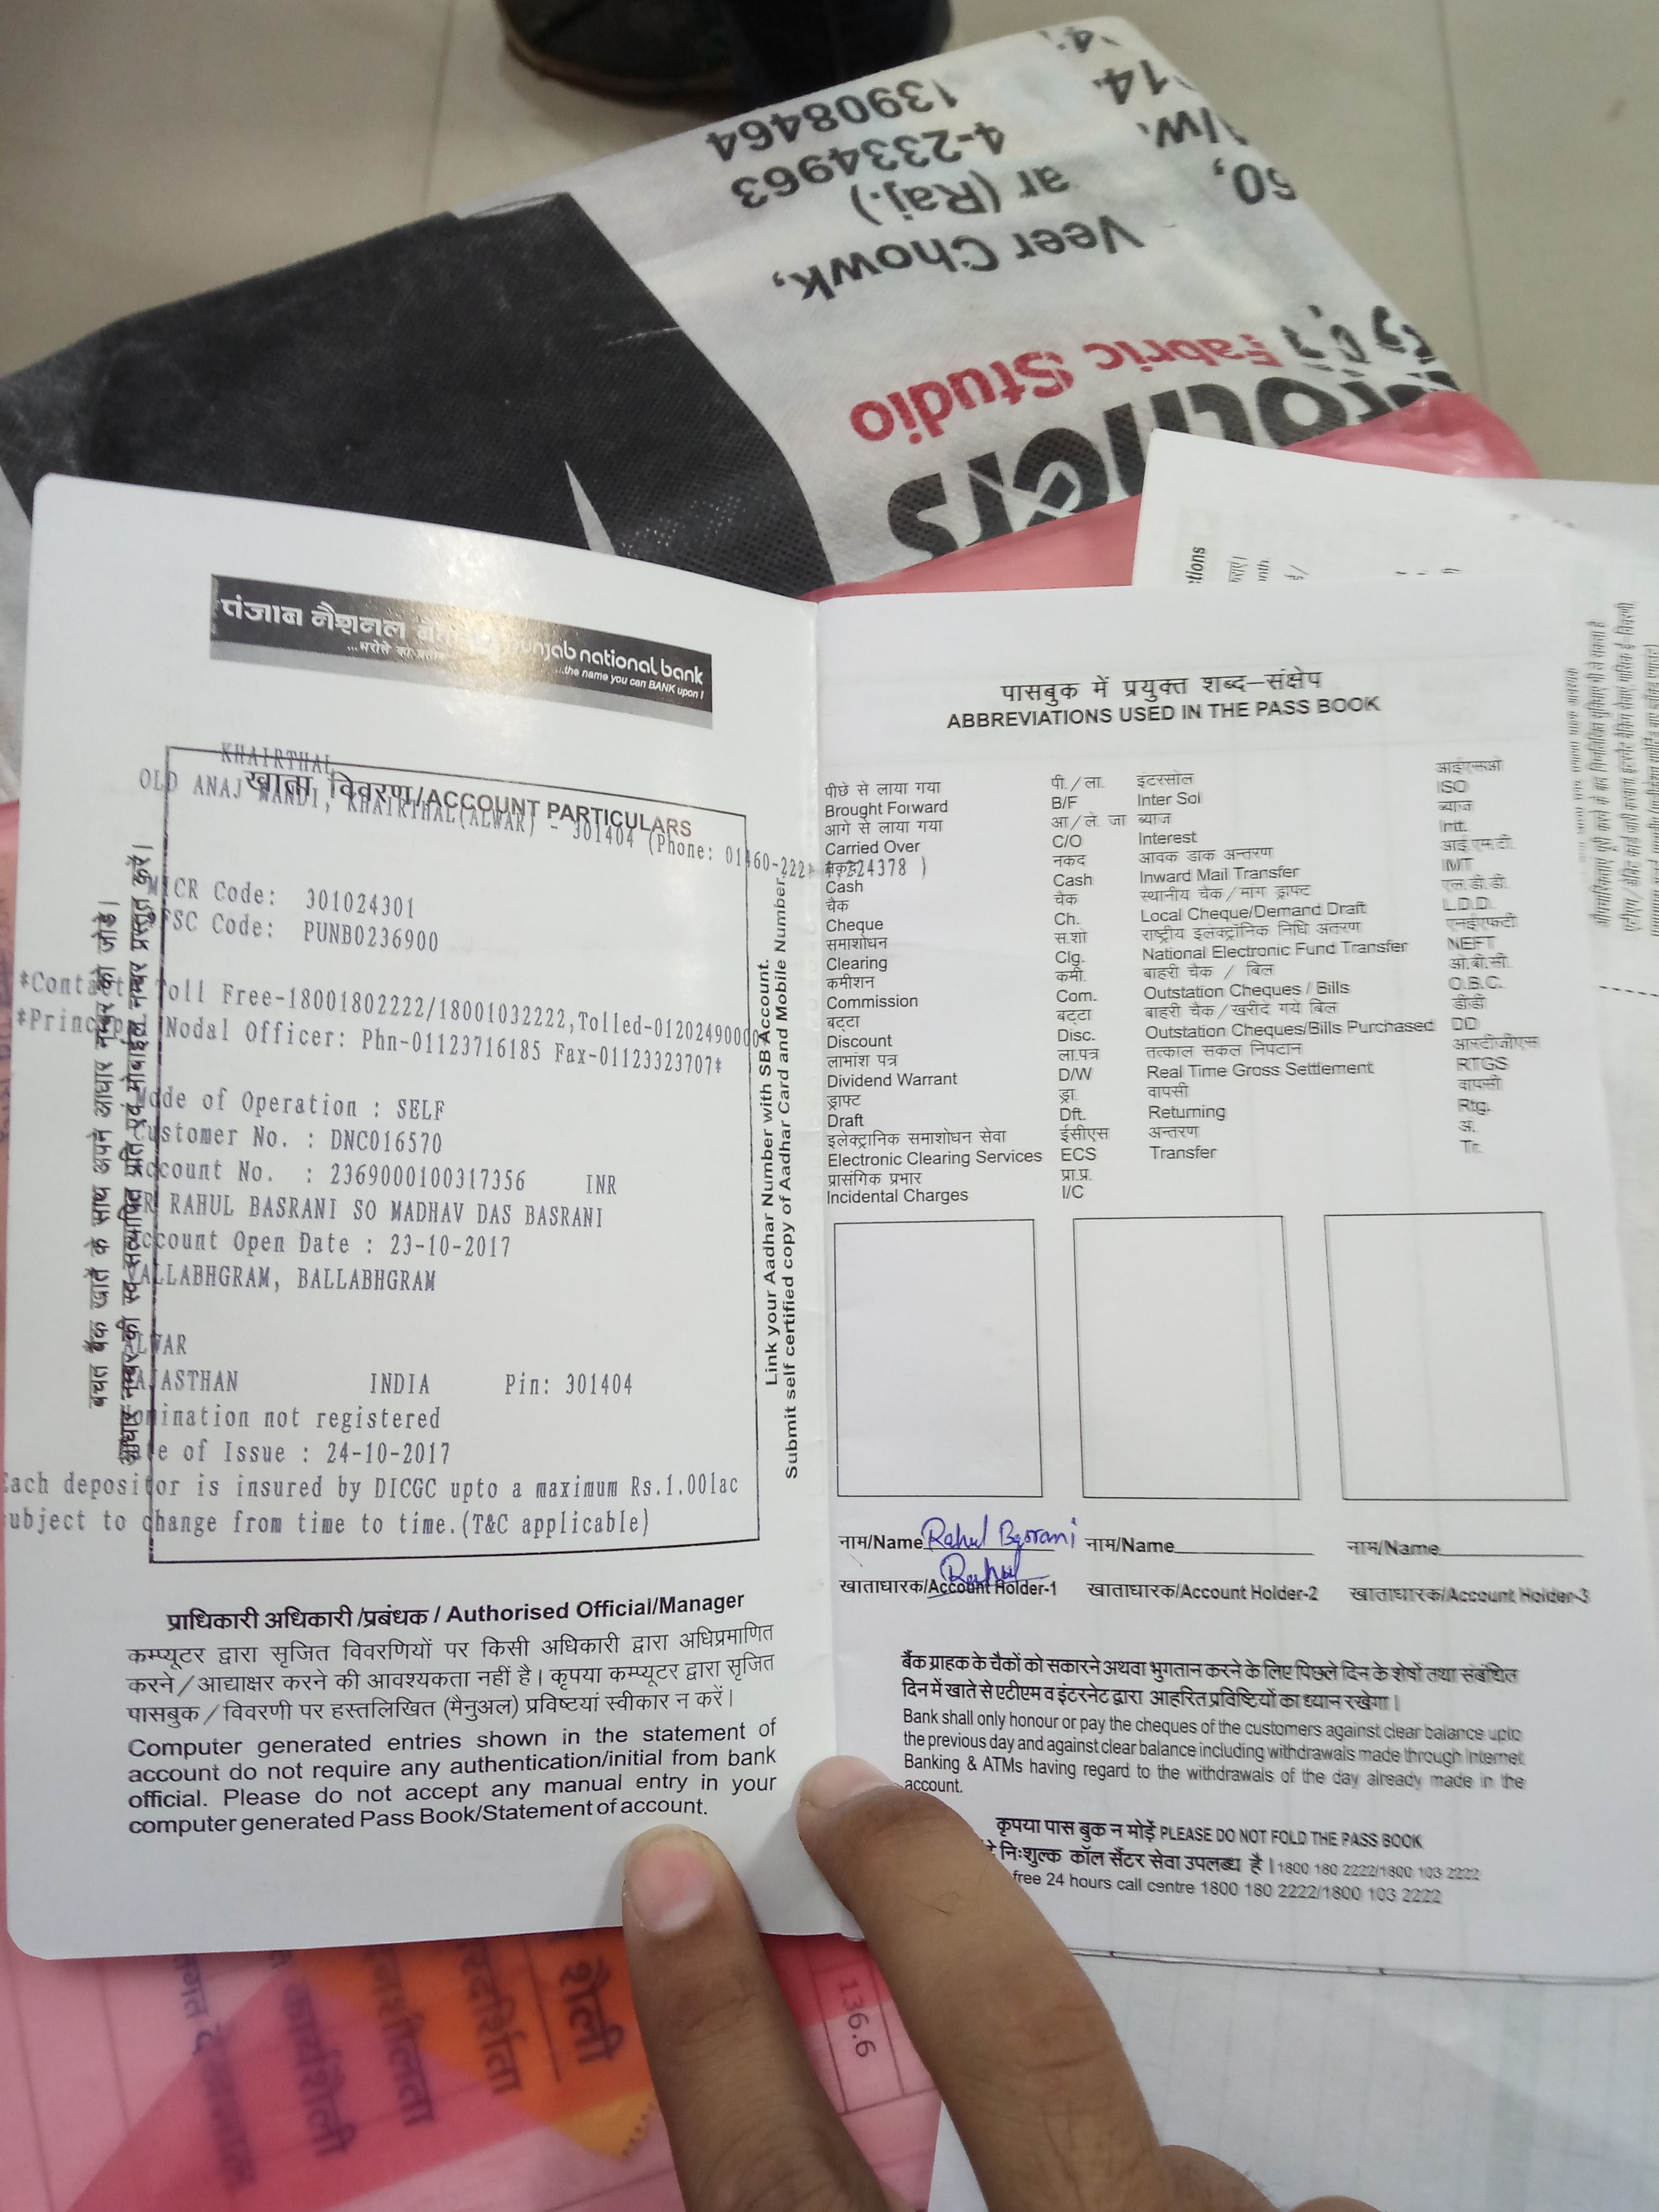 13908464
4-2334963
ar (Raj.)
Veer Chowk,
Fabric Studio
14.
50,
पंजाब नैशनल
...भरोसे का प्रतीक
punjab national bank
...the name you can BANK upon !
KHAIRTHAL
खाता विवरण/ACCOUNT PARTICULARS
OLD ANAJ MANDI, KHAIRTHAL(ALWAR) - 301404 (Phone: 01460-222
24378 )
MICR Code: 301024301
FSC Code: PUNB0236900
*Contact Toll Free-18001802222/18001032222,Tolled-01202490000
*Principal Nodal Officer: Phn-01123716185 Fax-01123323707*
Mode of Operation : SELF
ustomer No. : DNC016570
ccount No. : 2369000100317356 INR
R RAHUL BASRANI SO MADHAV DAS BASRANI
ccount Open Date : 23-10-2017
ALLABHGRAM, BALLABHGRAM
ALWAR
AJASTHAN INDIA Pin: 301404
omination not registered
te of Issue : 24-10-2017
Each depositor is insured by DICGC upto a maximum Rs.1.00lac
subject to change from time to time.(T&C applicable)
बचत बैंक खातें के साथ अपने आधार नम्बर को जोड़ें।
आधार नम्बर की स्व सत्यापित प्रति एवं मोबाईल नम्बर प्रस्तुत करें।
Link your Aadhar Number with SB Account.
Submit self certified copy of Aadhar Card and Mobile Number.
प्राधिकारी अधिकारी/प्रबंधक / Authorised Official/Manager
कम्प्यूटर द्वारा सृजित विवरणियों पर किसी अधिकारी द्वारा अधिप्रमाणित
करने/आद्याक्षर करने की आवश्यकता नहीं है। कृपया कम्प्यूटर द्वारा सृजित
पासबुक/विवरणी पर हस्तलिखित (मैनुअल) प्रविष्टयां स्वीकार न करें।
Computer generated entries shown in the statement of
account do not require any authentication/initial from bank
official. Please do not accept any manual entry in your
computer generated Pass Book/Statement of account.
पासबुक में प्रयुक्त शब्द–संक्षेप
ABBREVIATIONS USED IN THE PASS BOOK
पीछे से लाया गया पी./ला. इंटरसोल आईएसओ
Brought Forward B/F Inter Sol ISO
आगे से लाया गया आ/ले. जा ब्याज ब्याज
Carried Over C/O Interest Intt.
नकद आवक डाक अन्तरण आई.एम.टी.
Cash Cash Inward Mail Transfer IMT
चैक चैक स्थानीय चैक/मांग ड्राफ्ट एल.डी.डी.
Cheque Ch. Local Cheque/Demand Draft L.D.D.
समाशोधन स.शो राष्ट्रीय इलेक्ट्रॉनिक निधि अंतरण एनईएफटी
Clearing Clg. National Electronic Fund Transfer NEFT
कमीशन कमी. बाहरी चैक / बिल ओ.बी.सी.
Commission Com. Outstation Cheques / Bills O.B.C.
बट्टा बट्टा बाहरी चैक/खरीदे गये बिल डीडी
Discount Disc. Outstation Cheques/Bills Purchased DD
लाभांश पत्र ला.पत्र तत्काल सकल निपटान आरटीजीएस
Dividend Warrant D/W Real Time Gross Settlement RTGS
ड्राफ्ट ड्रा. वापसी वापसी
Draft Dft. Returning Rtg.
इलेक्ट्रानिक समाशोधन सेवा ईसीएस अन्तरण अ.
Electronic Clearing Services ECS Transfer Tr.
प्रासंगिक प्रभार प्रा.प्र.
Incidental Charges I/C
नाम/Name Rahul Basrani नाम/Name नाम/Name
Rahul
खाताधारक/Account Holder-1 खाताधारक/Account Holder-2 खाताधारक/Account Holder-3
बैंक ग्राहक के चैकों को सकारने अथवा भुगतान करने के लिए पिछले दिन के शेषों तथा संबंधित
दिन में खाते से एटीएम व इंटरनेट द्वारा आहरित प्रविष्टियों का ध्यान रखेगा।
Bank shall only honour or pay the cheques of the customers against clear balance upto
the previous day and against clear balance including withdrawals made through Internet
Banking & ATMs having regard to the withdrawals of the day already made in the
account.
कृपया पास बुक न मोड़ें PLEASE DO NOT FOLD THE PASS BOOK
निःशुल्क कॉल सैंटर सेवा उपलब्ध है। 1800 180 2222/1800 103 2222
free 24 hours call centre 1800 180 2222/1800 103 2222
शैली
कार्यशैली
136.6